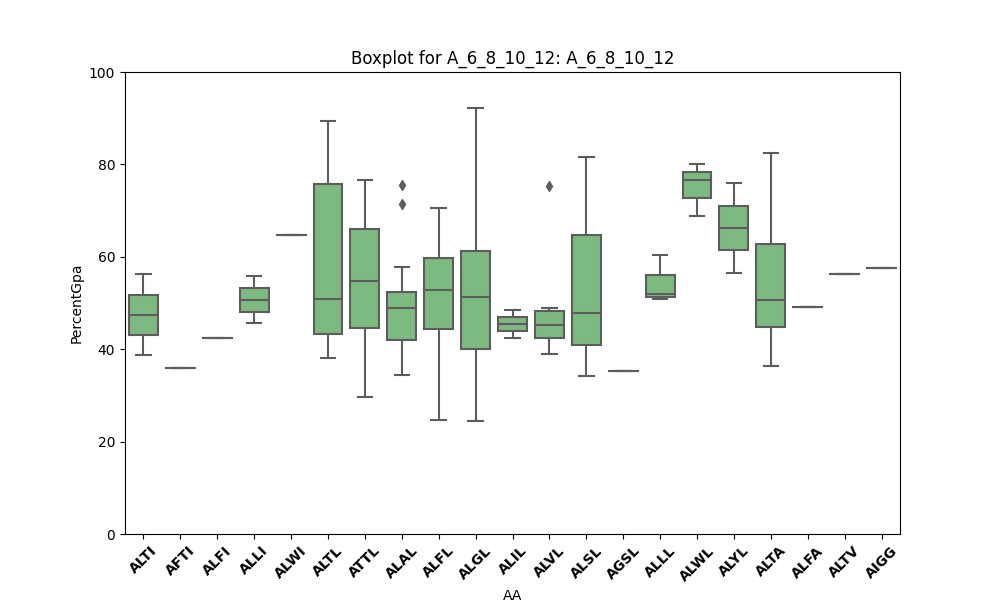 Boxplot for A_6_8_10_12: A_6_8_10_12
100
80
60
40
20
0
PercentGpa
ALTI AFTI ALFI ALLI ALWI ALTL ATTL ALAL ALFL ALGL ALIL ALVL ALSL AGSL ALLL ALWL ALYL ALTA ALFA ALTV AIGG
AA